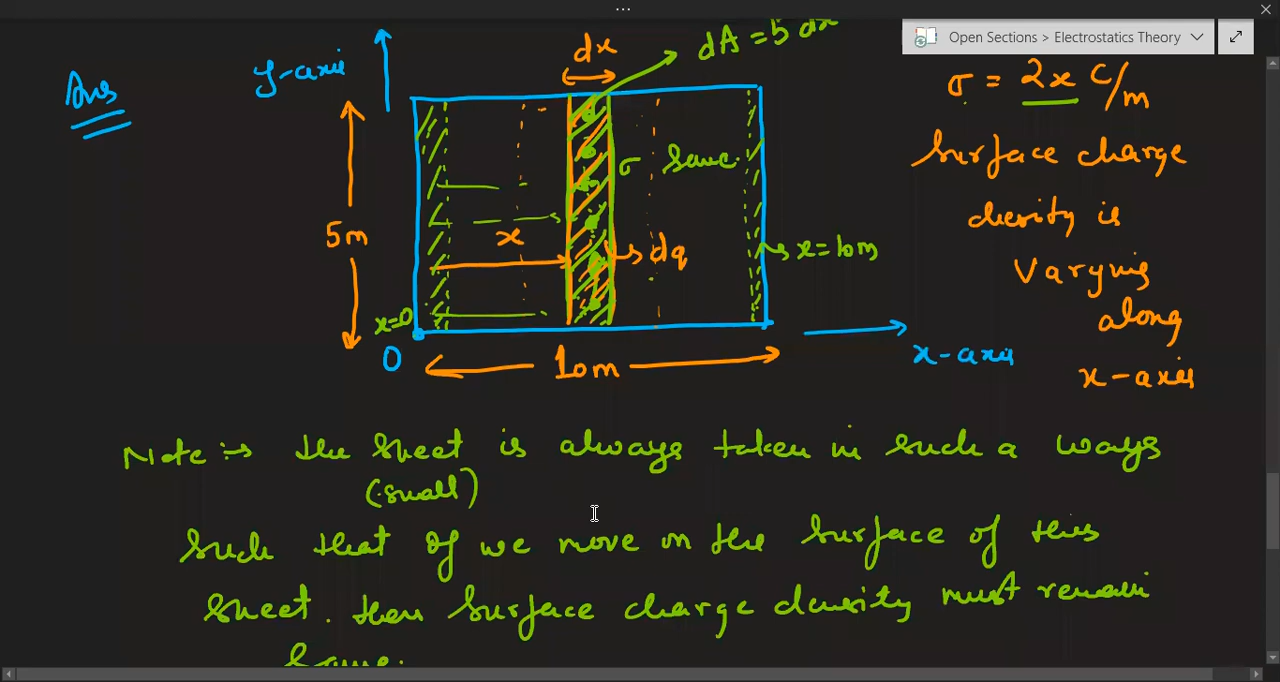 Open Sections > Electrostatics Theory
dA = 5 dx
dx
y-axis
Ans
σ = 2x C/m
σ same
surface charge
density is
5m
x
dq
x=10m
varying
x=0
along
0
10m
x-axis
x-axis
Note :→ the sheet is always taken in such a ways
(small)
such that if we move on the surface of this
sheet. then surface charge density must remain
same.